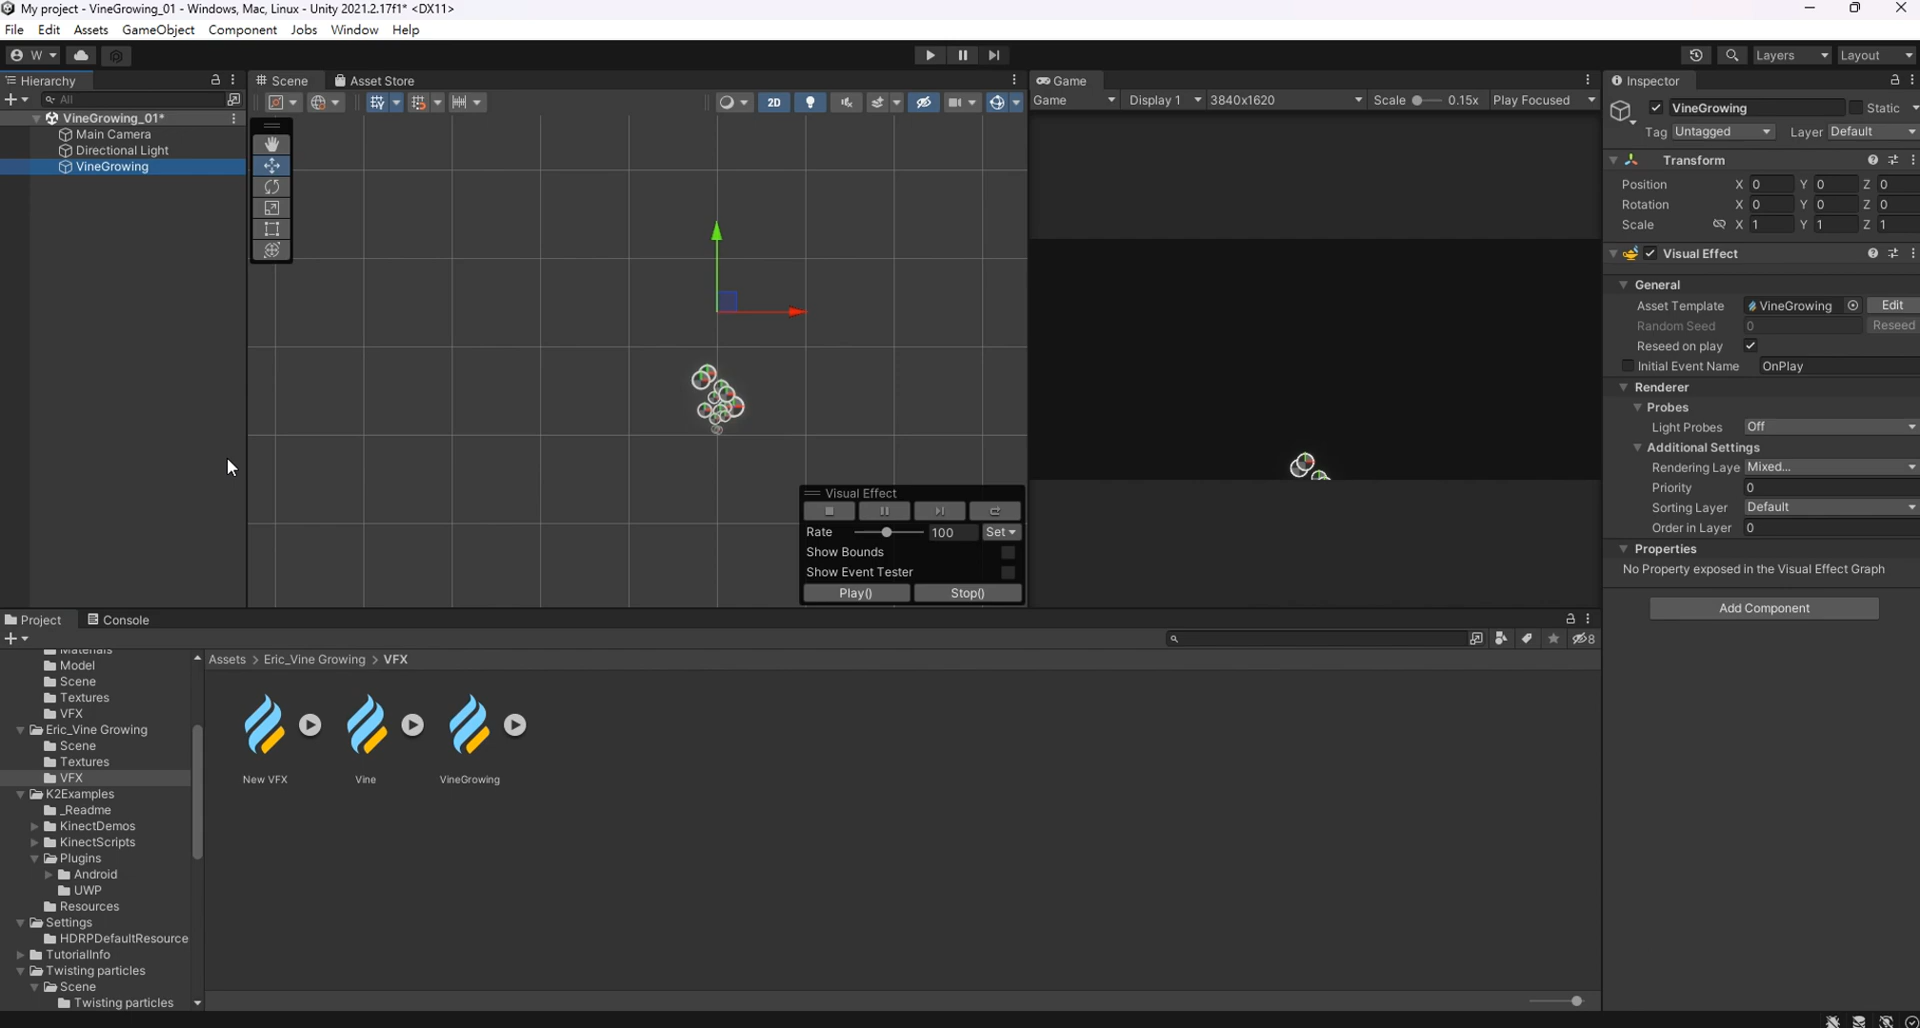 My project - VineGrowing_01 - Windows, Mac, Linux - Unity 2021.2.17f1* <DX11>
File Edit Assets GameObject Component Jobs Window Help
W Layers Layout
Hierarchy
All
VineGrowing_01*
Main Camera
Directional Light
VineGrowing
Scene Asset Store
2D
Visual Effect
Rate 100 Set
Show Bounds
Show Event Tester
Play() Stop()
Game
Game Display 1 3840x1620 Scale 0.15x Play Focused
Inspector
VineGrowing Static
Tag Untagged Layer Default
Transform
Position X 0 Y 0 Z 0
Rotation X 0 Y 0 Z 0
Scale X 1 Y 1 Z 1
Visual Effect
General
Asset Template VineGrowing Edit
Random Seed 0 Reseed
Reseed on play
Initial Event Name OnPlay
Renderer
Probes
Light Probes Off
Additional Settings
Rendering Laye Mixed...
Priority 0
Sorting Layer Default
Order in Layer 0
Properties
No Property exposed in the Visual Effect Graph
Add Component
Project Console
8
Materials
Model
Scene
Textures
VFX
Eric_Vine Growing
Scene
Textures
VFX
K2Examples
_Readme
KinectDemos
KinectScripts
Plugins
Android
UWP
Resources
Settings
HDRPDefaultResource
TutorialInfo
Twisting particles
Scene
Twisting particles
Assets > Eric_Vine Growing > VFX
New VFX Vine VineGrowing